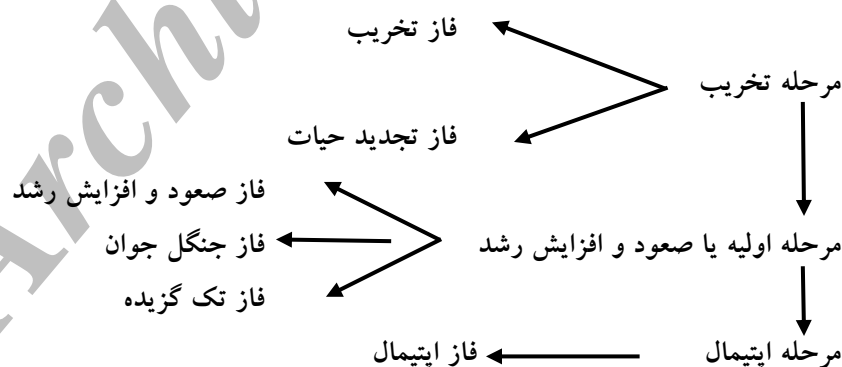 فاز تخریب
مرحله تخریب
فاز تجدید حیات
فاز صعود و افزایش رشد
مرحله اولیه یا صعود و افزایش رشد
فاز جنگل جوان
فاز تک گزیده
مرحله اپتیمال
فاز اپتیمال
Archi